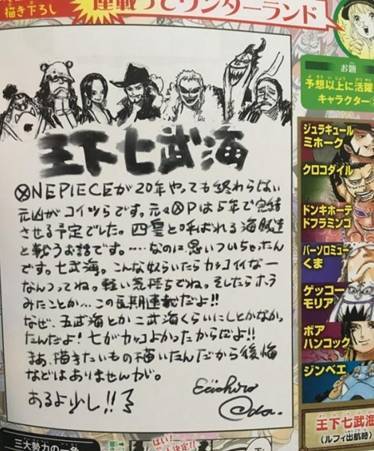 描き下ろし
連載ってワンダーランド
王下七武海
ONE PIECEが20年やっても終わらない
元凶がコイツらです。元々OPは5年で完結
させる予定でした。四皇と呼ばれる海賊達
と戦うお話です。……なのに思いついちゃったん
です。七武海。こんな奴らいたらカッコイイなー
なんつってね。軽い気持ちでね。そしたらホラ
みたことか…この長期連載だよ!!
なぜ、五武海とか二武海くらいにしとかなかっ
たんだよ!七がカッコよかったからだよ!!
まあ、描きたいもの描いたんだから後悔
などはありませんが。
あるよ少し!!
Eiichiro
Oda.
お題
予想以上に活躍
キャラクター
ジュラキュール
ミホーク
クロコダイル
ドンキホーテ
ドフラミンゴ
バーソロミュー
くま
ゲッコー
モリア
ボア
ハンコック
ジンベエ
王下七武海
(ルフィ出航時)
三大勢力の一角
はい!